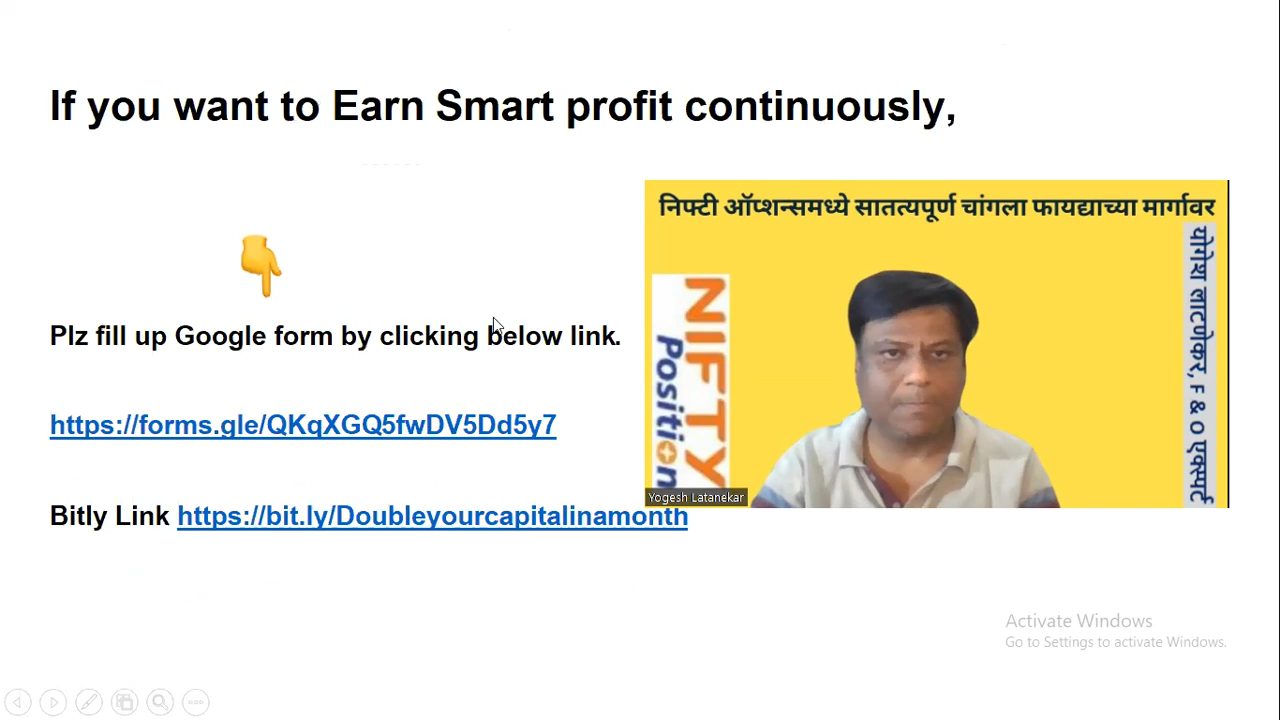 If you want to Earn Smart profit continuously,
निफ्टी ऑप्शन्समध्ये सातत्यपूर्ण चांगला फायद्याच्या मार्गावर
NIFTY
Position
योगेश लाटणेकर, F & O एक्स्पर्ट
Yogesh Latanekar
Plz fill up Google form by clicking below link.
https://forms.gle/QKqXGQ5fwDV5Dd5y7
Bitly Link https://bit.ly/Doubleyourcapitalinamonth
Activate Windows
Go to Settings to activate Windows.